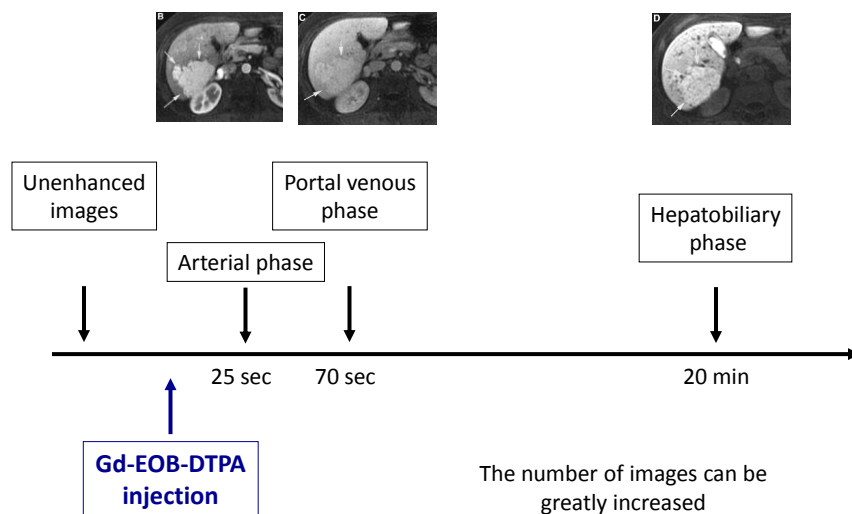 B
C
D
Unenhanced
images
Portal venous
phase
Hepatobiliary
phase
Arterial phase
25 sec
70 sec
20 min
Gd-EOB-DTPA
injection
The number of images can be
greatly increased